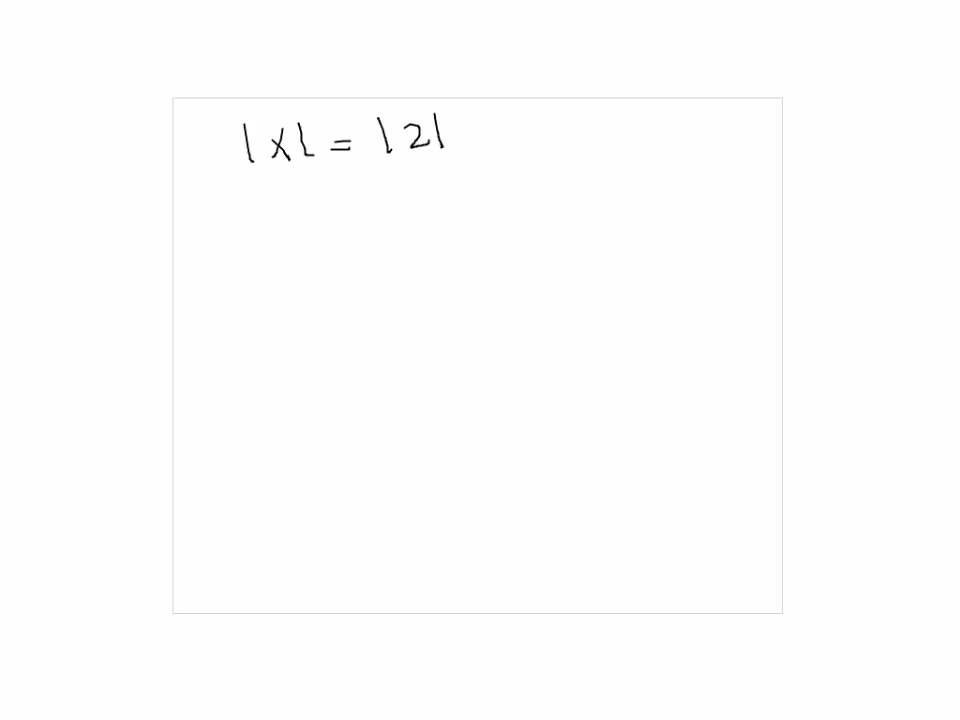 |x| = |2|